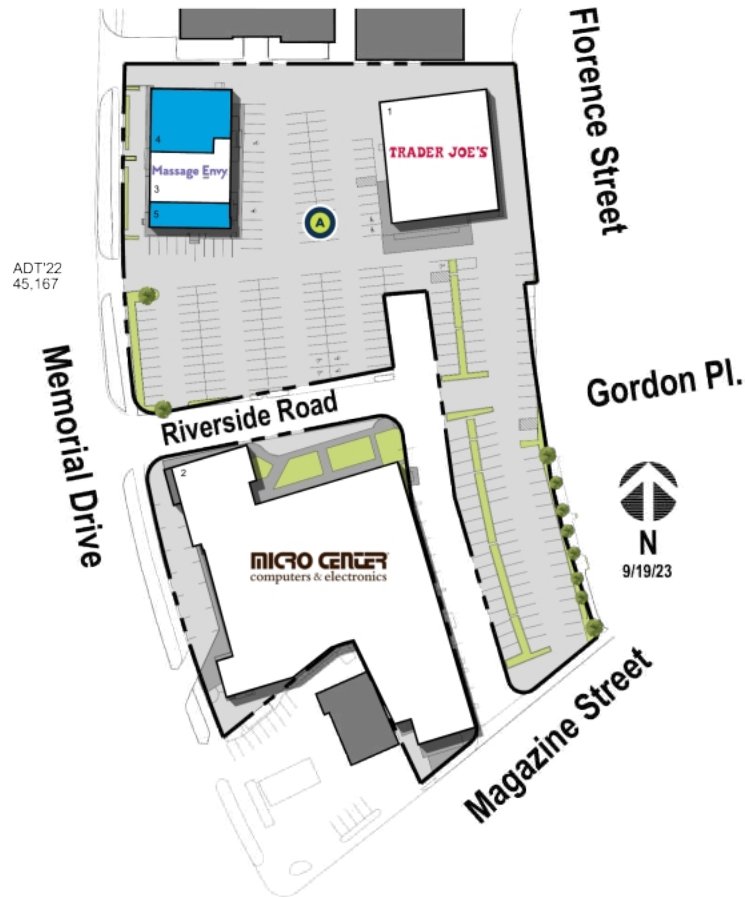 Florence Street
1
TRADER JOE'S
4
Massage Envy
3
5
A
ADT'22
45,167
Memorial Drive
Riverside Road
Gordon Pl.
2
MICRO CENTER
computers & electronics
N
9/19/23
Magazine Street